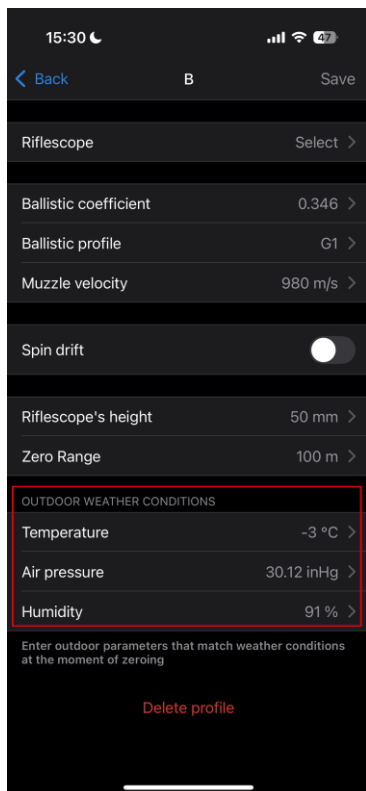 15:30
47
Back B Save
Riflescope Select
Ballistic coefficient 0.346
Ballistic profile G1
Muzzle velocity 980 m/s
Spin drift
Riflescope's height 50 mm
Zero Range 100 m
OUTDOOR WEATHER CONDITIONS
Temperature -3 °C
Air pressure 30.12 inHg
Humidity 91 %
Enter outdoor parameters that match weather conditions
at the moment of zeroing
Delete profile